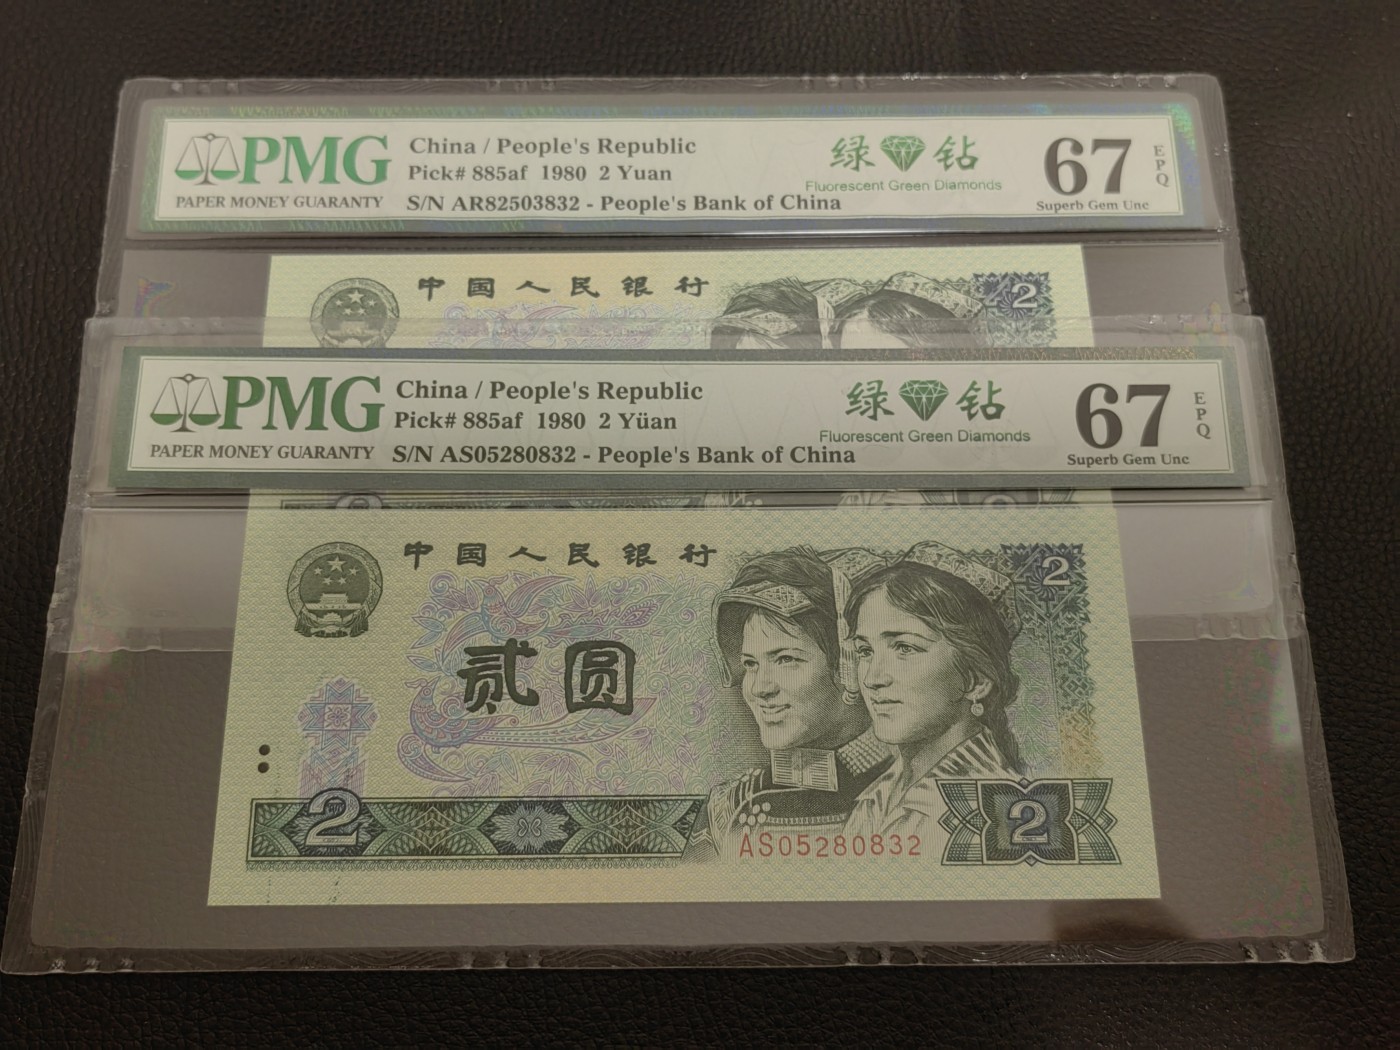 PMG
PAPER MONEY GUARANTY
China / People's Republic
Pick# 885af 1980 2 Yuan
S/N AR82503832 - People's Bank of China
绿 钻
Fluorescent Green Diamonds
67
EPQ
Superb Gem Unc
中国人民银行
2
PMG
PAPER MONEY GUARANTY
China / People's Republic
Pick# 885af 1980 2 Yüan
S/N AS05280832 - People's Bank of China
绿 钻
Fluorescent Green Diamonds
67
EPQ
Superb Gem Unc
中国人民银行
2
贰圆
2
AS05280832
2